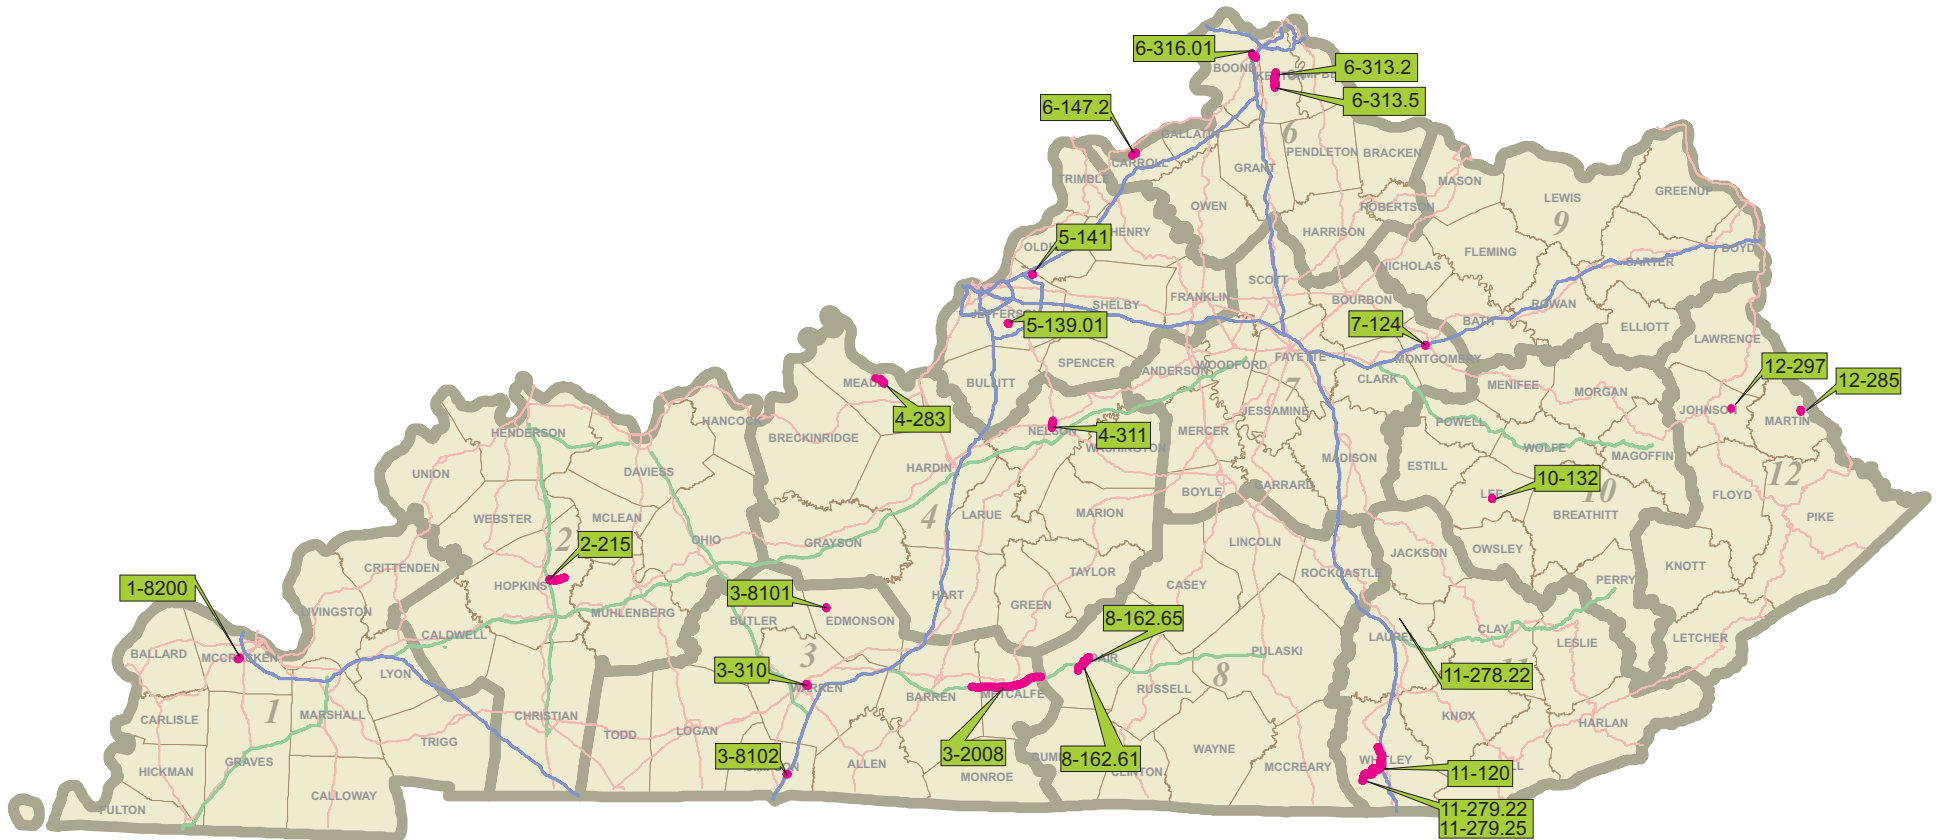 6-316.01
BOONE
6-313.2
6-313.5
6-147.2
GALLATIN
CARROLL
6
GRANT
PENDLETON
BRACKEN
TRIMBLE
MASON
LEWIS
GREENUP
OWEN
ROBERTSON
9
5-141
HENRY
HARRISON
FLEMING
BOYD
CARTER
NICHOLAS
SCOTT
SHELBY
FRANKLIN
BOURBON
ROWAN
5-139.01
7-124
BATH
ELLIOTT
LAWRENCE
SPENCER
ANDERSON
WOODFORD
FAYETTE
MONTGOMERY
12-297
12-285
BULLITT
CLARK
MENIFEE
MORGAN
4-283
7
HANCOCK
JESSAMINE
JOHNSON
MARTIN
HENDERSON
BRECKINRIDGE
NELSON
4-311
WASHINGTON
MERCER
POWELL
WOLFE
MAGOFFIN
UNION
DAVIESS
HARDIN
MADISON
ESTILL
12
10-132
10
GARRARD
BOYLE
FLOYD
WEBSTER
MCLEAN
4
LARUE
MARION
BREATHITT
PIKE
2
2-215
OHIO
GRAYSON
LINCOLN
JACKSON
OWSLEY
CRITTENDEN
HOPKINS
TAYLOR
ROCKCASTLE
KNOTT
PERRY
1-8200
3-8101
HART
GREEN
CASEY
LIVINGSTON
MUHLENBERG
BUTLER
EDMONSON
8-162.65
CALDWELL
CLAY
LAUREL
LESLIE
LETCHER
BALLARD
MCCRACKEN
LYON
3
PULASKI
3-310
WARREN
8
11-278.22
BARREN
METCALFE
RUSSELL
CARLISLE
1
MARSHALL
CHRISTIAN
KNOX
HARLAN
TODD
LOGAN
TRIGG
3-8102
3-2008
8-162.61
WAYNE
GRAVES
ALLEN
MONROE
CLINTON
MCCREARY
WHITLEY
11-120
HICKMAN
CALLOWAY
FULTON
11-279.22
11-279.25